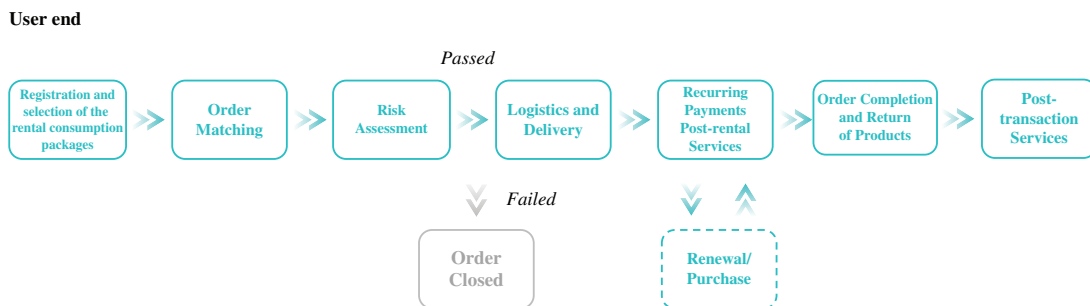 User end
Passed
Registration and
selection of the
rental consumption
packages
Order
Matching
Risk
Assessment
Logistics and
Delivery
Recurring
Payments
Post-rental
Services
Order Completion
and Return
of Products
Post-
transaction
Services
Failed
Order
Closed
Renewal/
Purchase